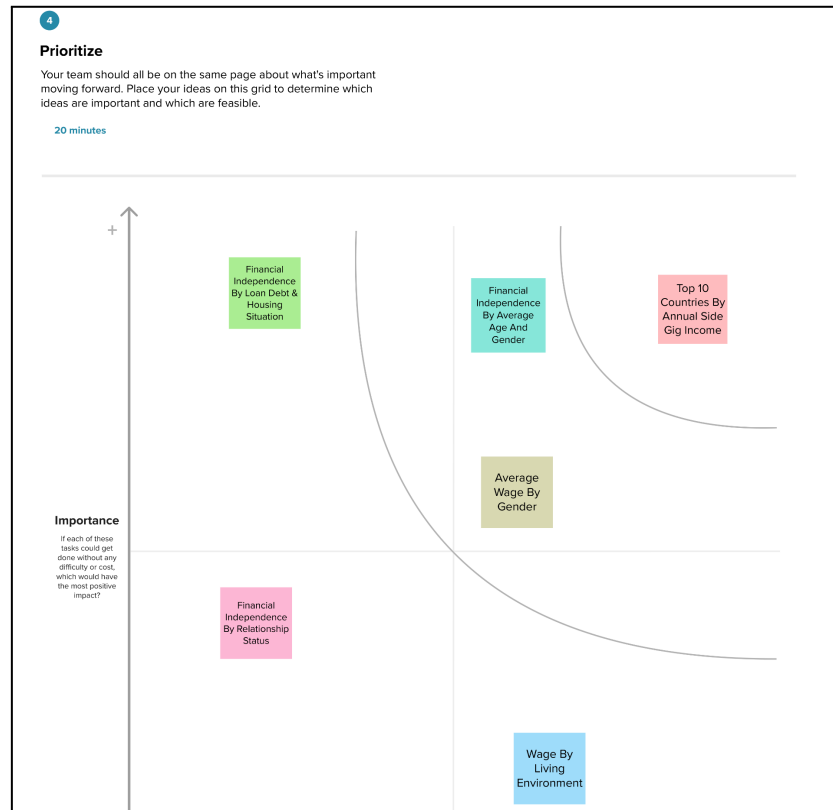 4
Prioritize
Your team should all be on the same page about what's important
moving forward. Place your ideas on this grid to determine which
ideas are important and which are feasible.
20 minutes
+
Financial
Independence
By Loan Debt &
Housing
Situation
Financial
Independence
By Average
Age And
Gender
Top 10
Countries By
Annual Side
Gig Income
Average
Wage By
Gender
Importance
If each of these
tasks could get
done without any
difficulty or cost,
which would have
the most positive
impact?
Financial
Independence
By Relationship
Status
Wage By
Living
Environment